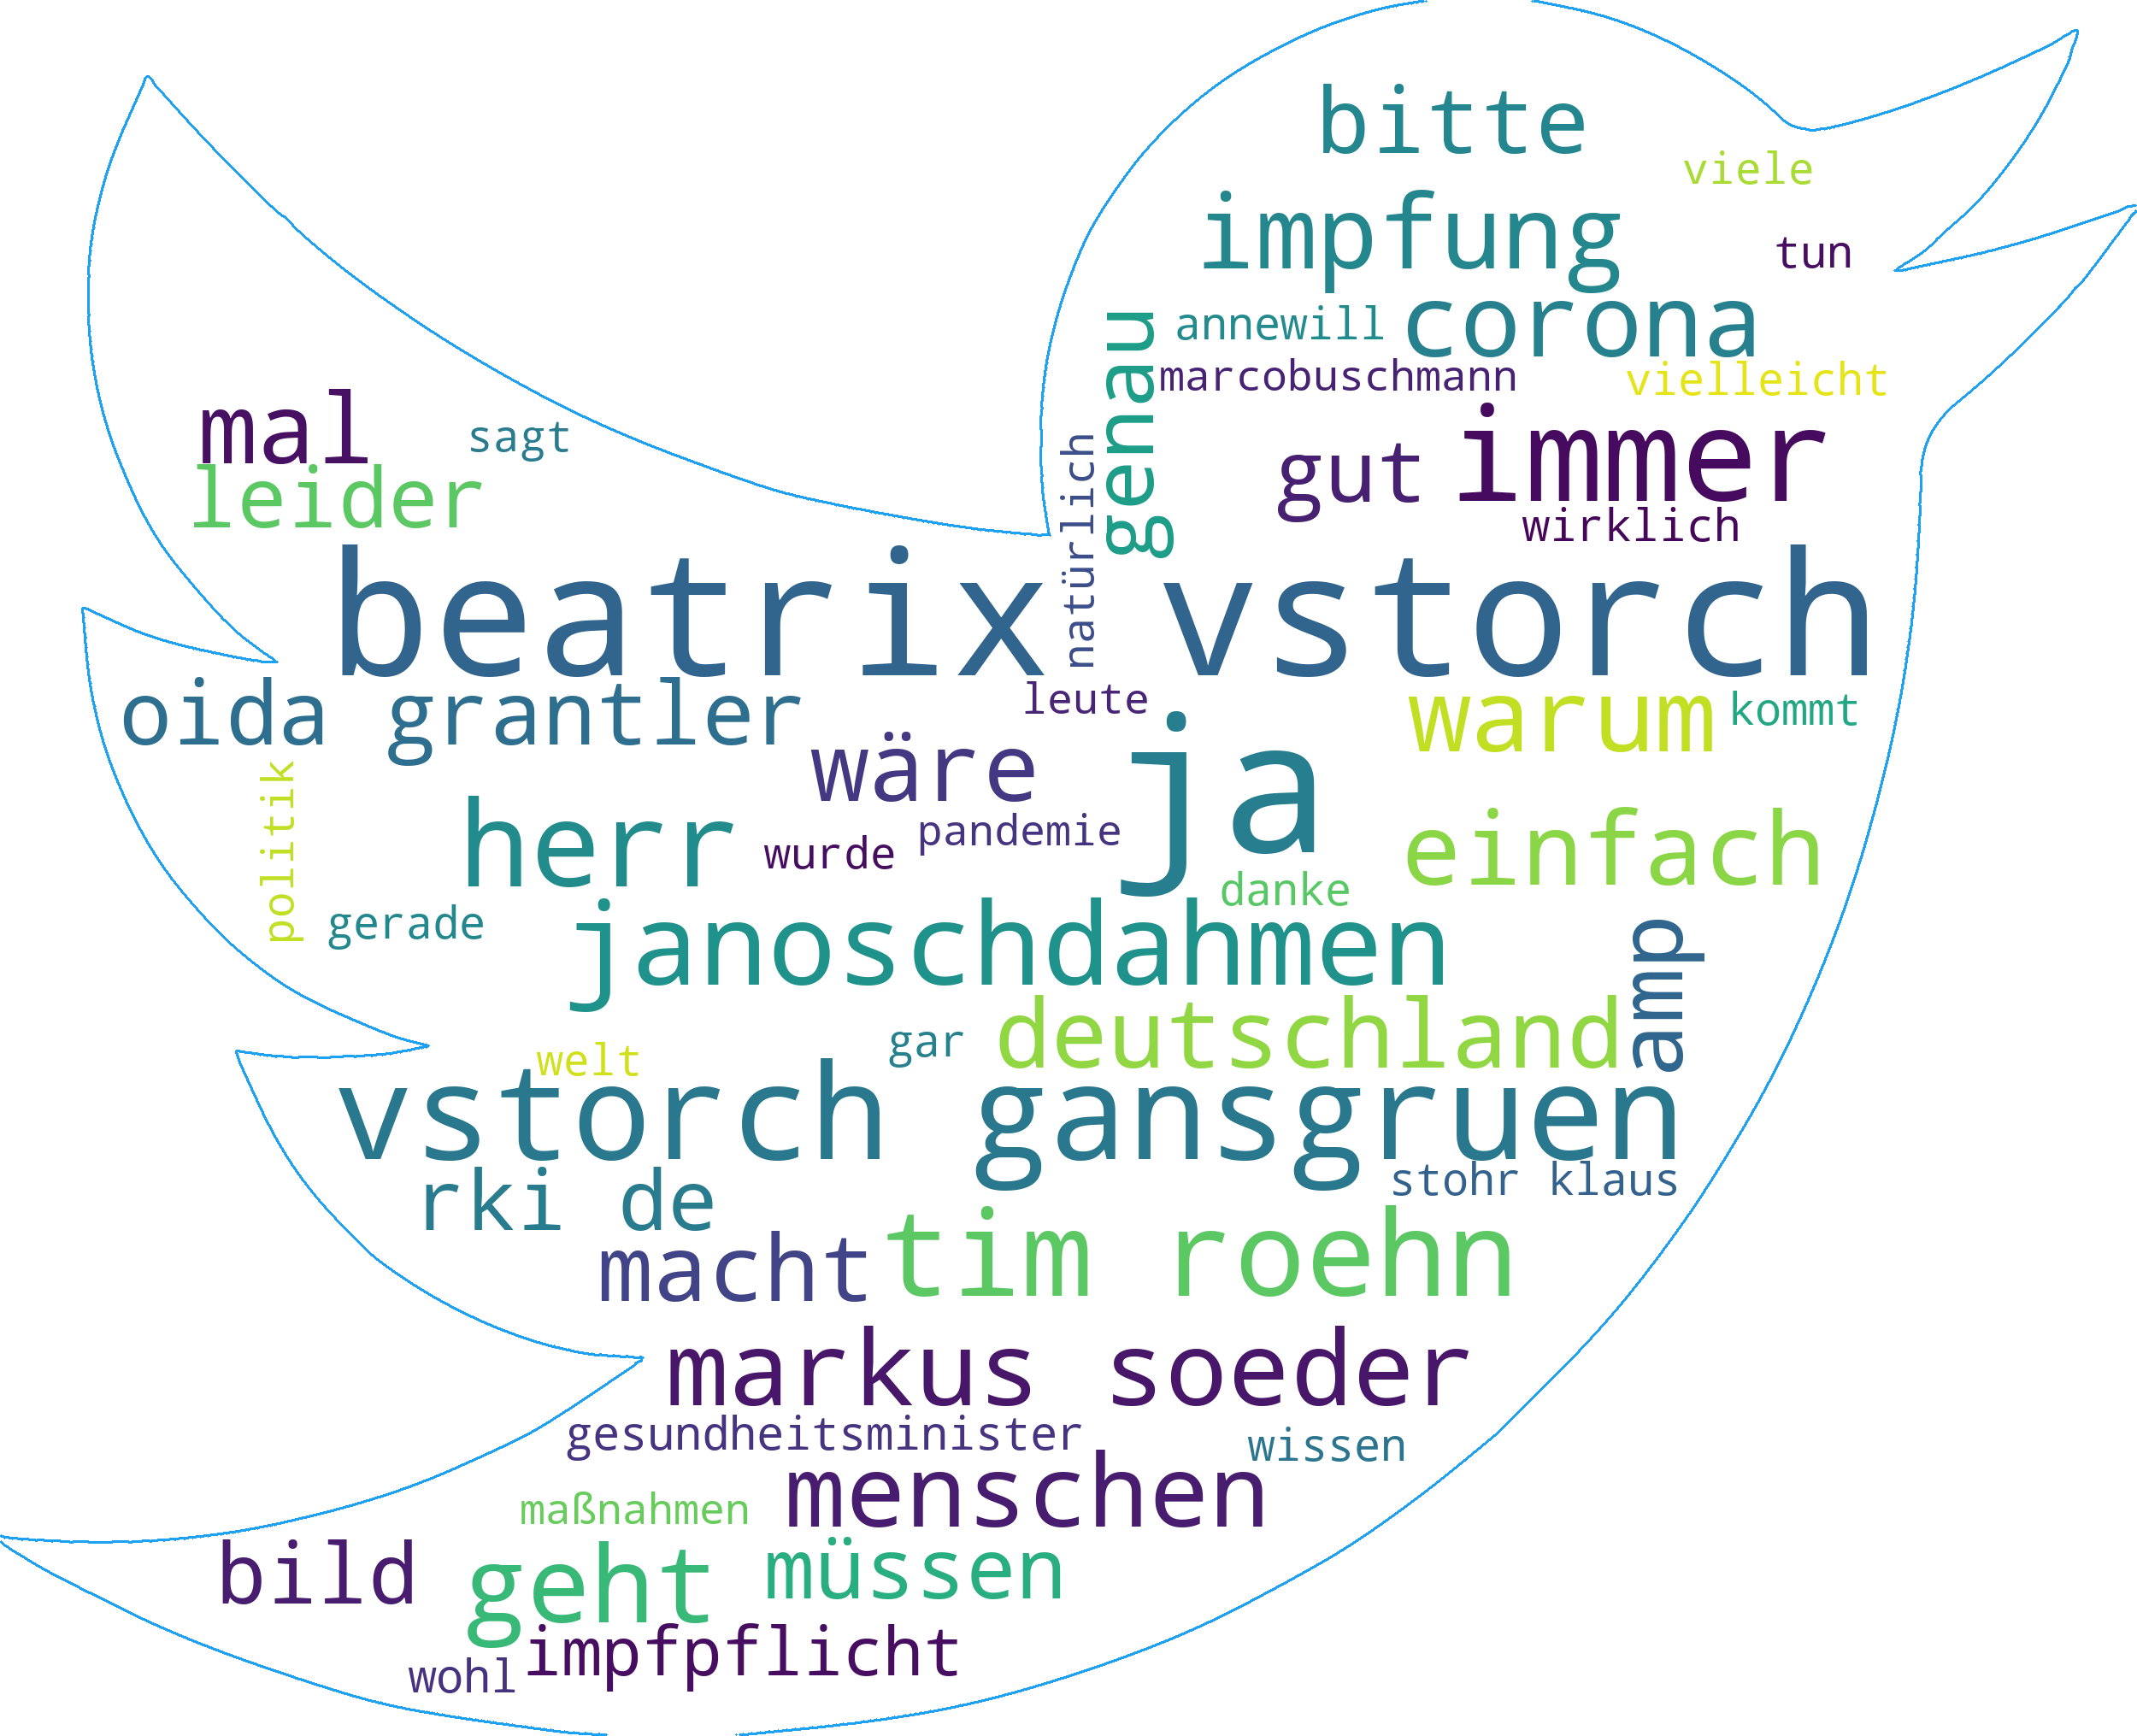 bitte
viele
impfung
tun
annewill
corona
genau
marcobuschmann
vielleicht
mal
sagt
immer
gut
leider
natürlich
wirklich
beatrix vstorch
oida grantler
leute
warum
kommt
wäre
ja
politik
herr
pandemie
einfach
wurde
danke
gerade
janoschdahmen
amp
deutschland
gar
welt
vstorch gansgruen
stohr klaus
rki de
tim roehn
macht
markus soeder
gesundheitsminister
wissen
menschen
maßnahmen
bild
geht
müssen
impfpflicht
wohl